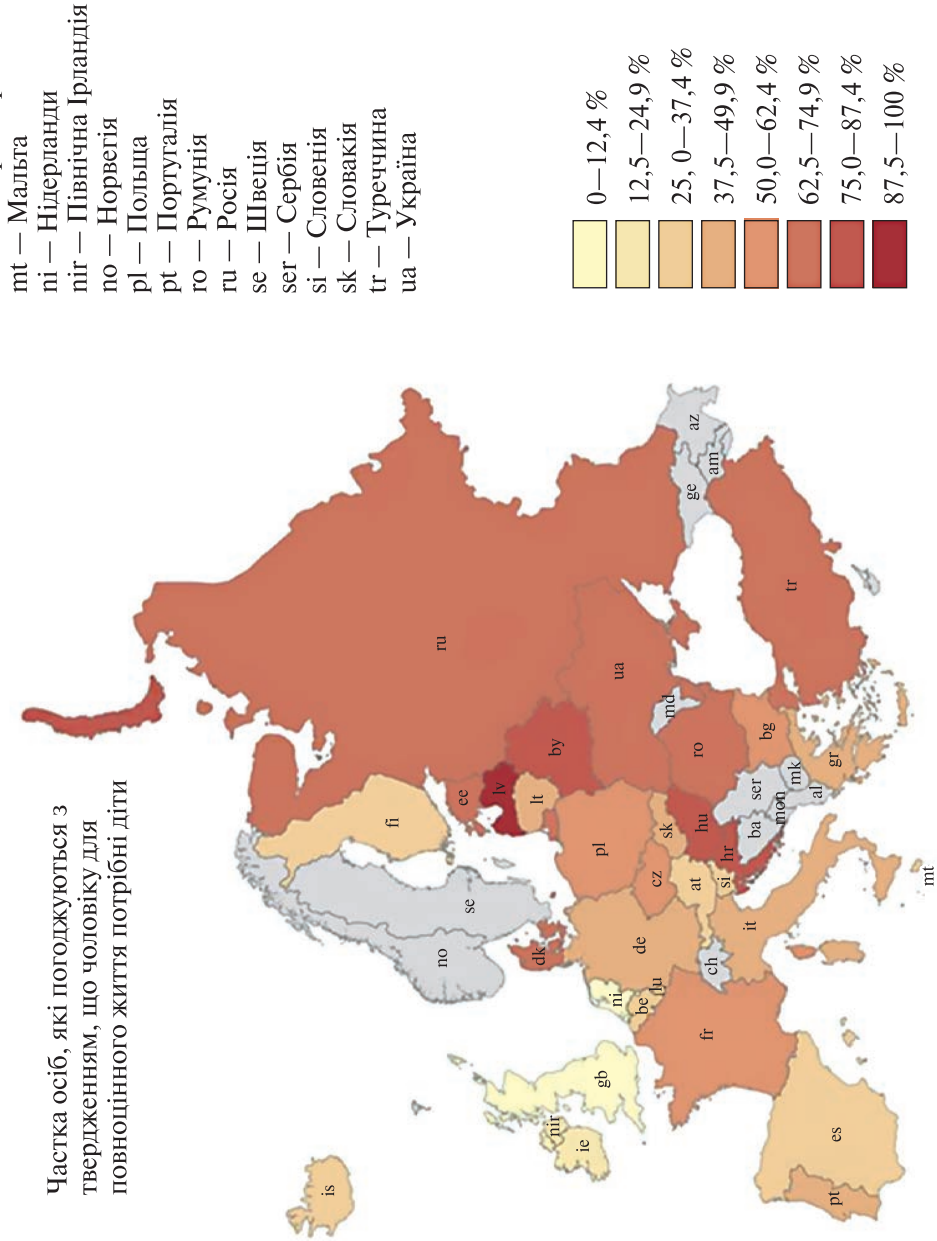 Частка осіб, які погоджуються з
твердженням, що чоловіку для
повноцінного життя потрібні діти
mt — Мальта
ni — Нідерланди
nir — Північна Ірландія
no — Норвегія
pl — Польща
pt — Португалія
ro — Румунія
ru — Росія
se — Швеція
ser — Сербія
si — Словенія
sk — Словакія
tr — Туреччина
ua — Україна
0—12,4 %
12,5—24,9 %
25, 0—37,4 %
37,5—49,9 %
50,0—62,4 %
62,5—74,9 %
75,0—87,4 %
87,5—100 %
is
no
se
fi
ru
ee
lv
lt
by
dk
nir
ie
gb
ni
be
lu
de
pl
ua
cz
sk
md
fr
ch
at
si
hu
hr
ro
ge
az
am
ba
ser
mon
mk
al
bg
gr
tr
it
es
pt
mt